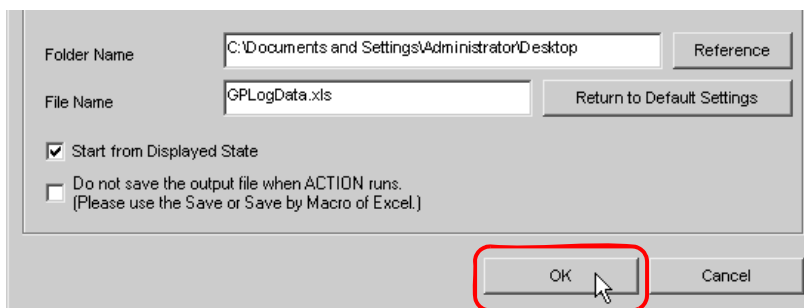 Folder Name C:\Documents and Settings\Administrator\Desktop Reference
File Name GPLogData.xls Return to Default Settings
Start from Displayed State
Do not save the output file when ACTION runs.
(Please use the Save or Save by Macro of Excel.)
OK Cancel